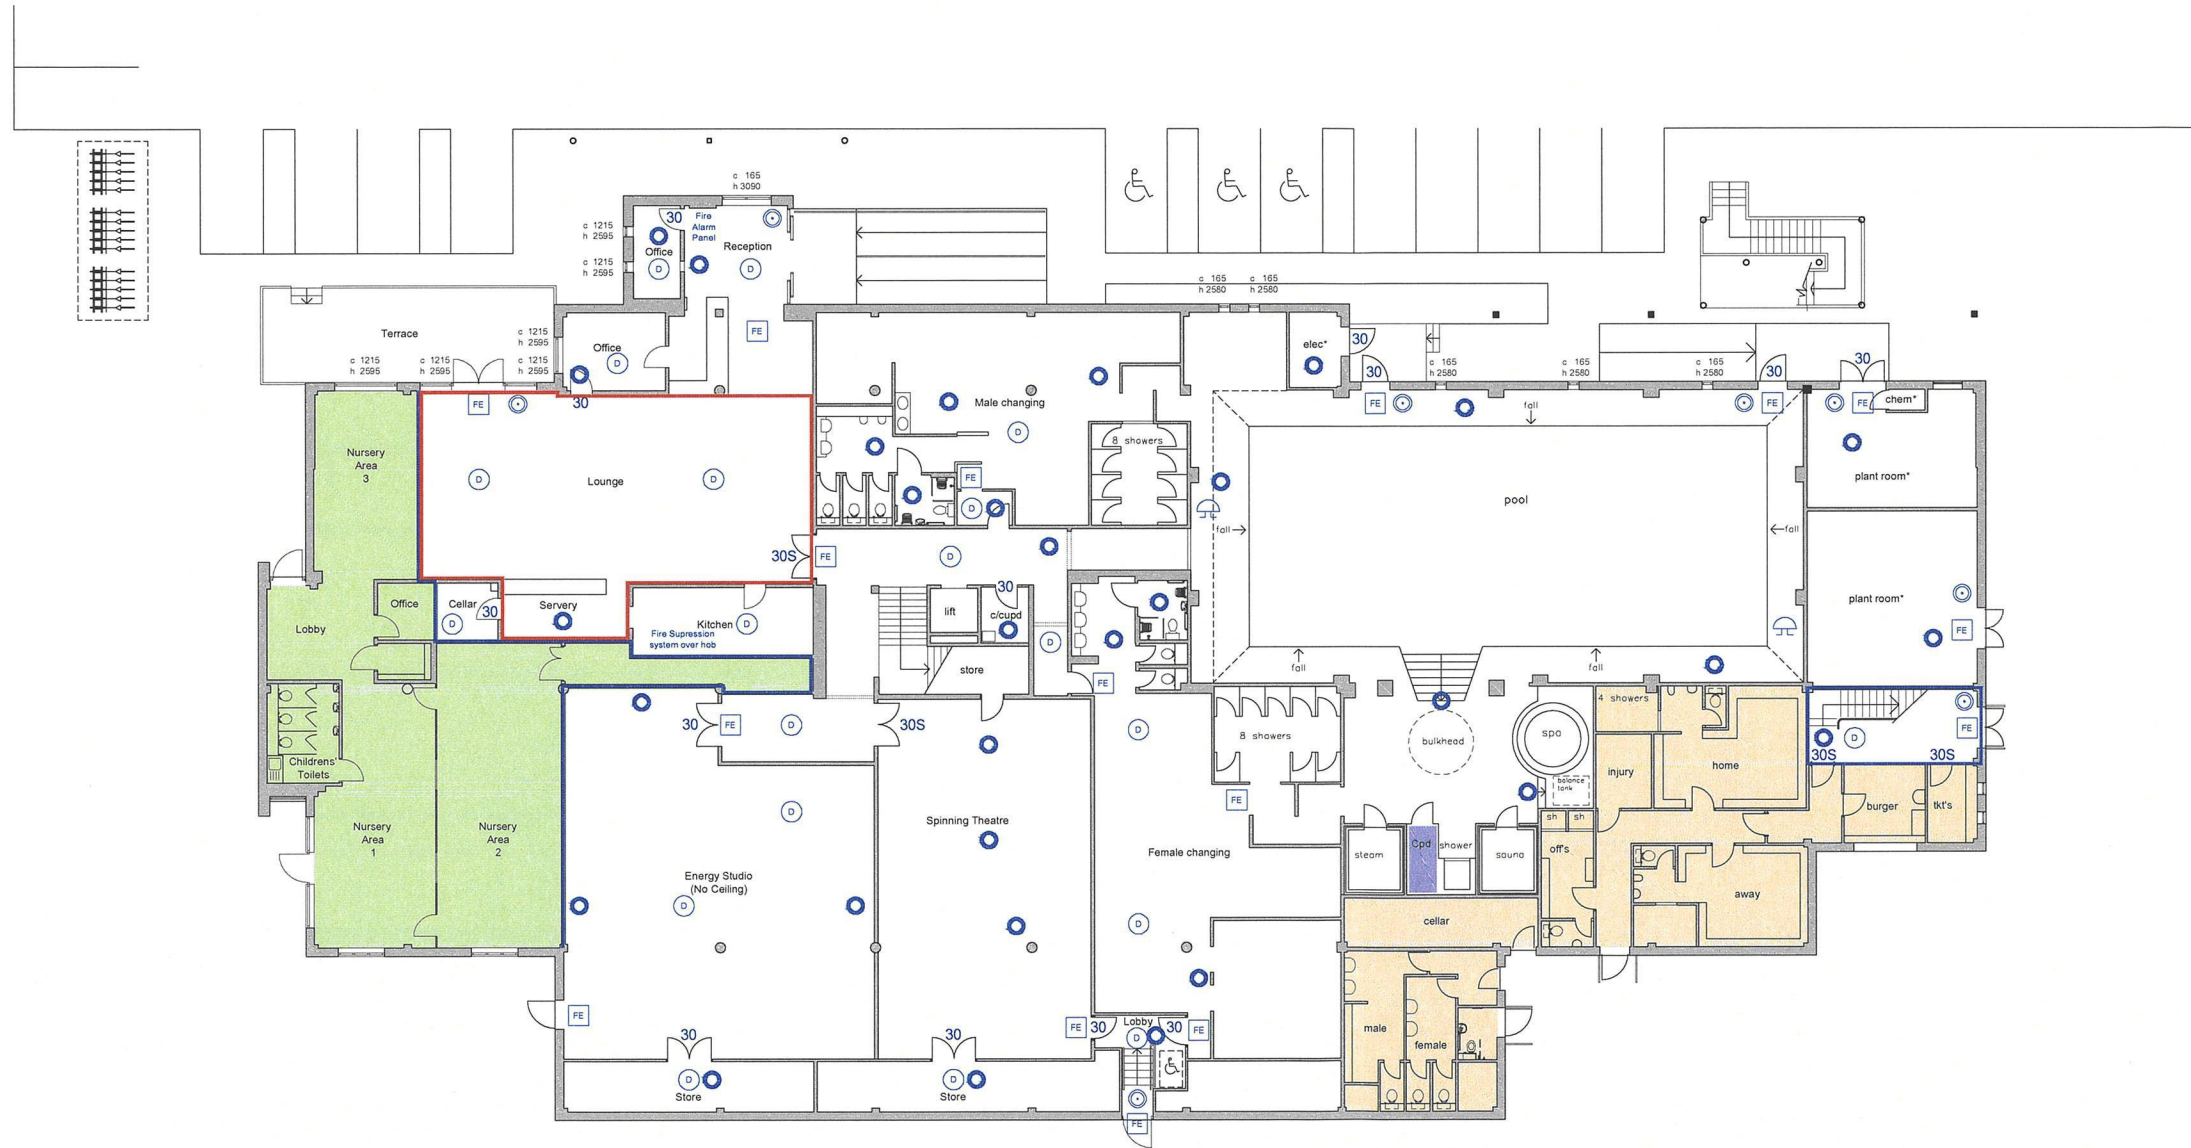 c 165
h 3090
c 1215
h 2595
30
Fire
Alarm
Panel
Reception
Office
D
D
c 1215
h 2595
c 165
h 2580
c 165
h 2580
Terrace
c 1215
h 2595
FE
Office
D
elec*
30
c 1215
h 2595
c 1215
h 2595
c 1215
h 2595
c 165
h 2580
30
c 165
h 2580
c 165
h 2580
30
30
FE
30
Male changing
D
FE
fall
FE
FE
chem*
8 showers
Nursery
Area
3
D
Lounge
D
FE
D
plant room*
pool
fall
fall
30S
FE
D
30
Office
Cellar
30
D
Servery
Kitchen
D
Fire Supression
system over hob
lift
c/cupd
D
plant room*
FE
Lobby
store
fall
fall
FE
30
FE
D
30S
D
8 showers
bulkhead
spa
4 showers
FE
D
30S
30S
Childrens'
Toilets
injury
home
balance
tank
burger
tkt's
FE
D
Spinning Theatre
sh
sh
Nursery
Area
1
Nursery
Area
2
Female changing
steam
Cpd
shower
sauna
off's
Energy Studio
(No Ceiling)
D
away
D
cellar
FE
30
30
FE
30
Lobby
D
30
FE
male
female
D
Store
D
Store
FE